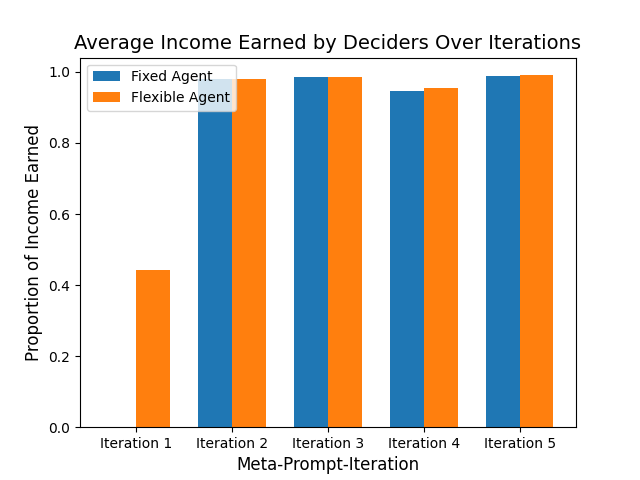 Average Income Earned by Deciders Over Iterations
Fixed Agent
Flexible Agent
Proportion of Income Earned
1.0
0.8
0.6
0.4
0.2
0.0
Iteration 1 Iteration 2 Iteration 3 Iteration 4 Iteration 5
Meta-Prompt-Iteration